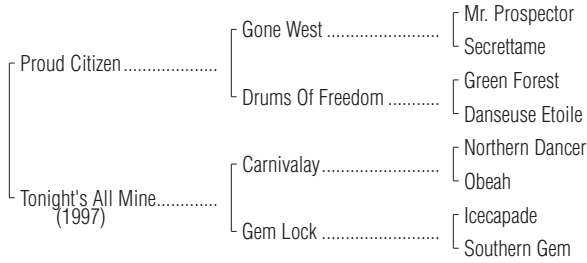 Mr. Prospector
Gone West ........................
Secrettame
Proud Citizen ....................
Green Forest
Drums Of Freedom ...........
Danseuse Etoile
Northern Dancer
Carnivalay.........................
Obeah
Tonight's All Mine.............
(1997)
Icecapade
Gem Lock .........................
Southern Gem